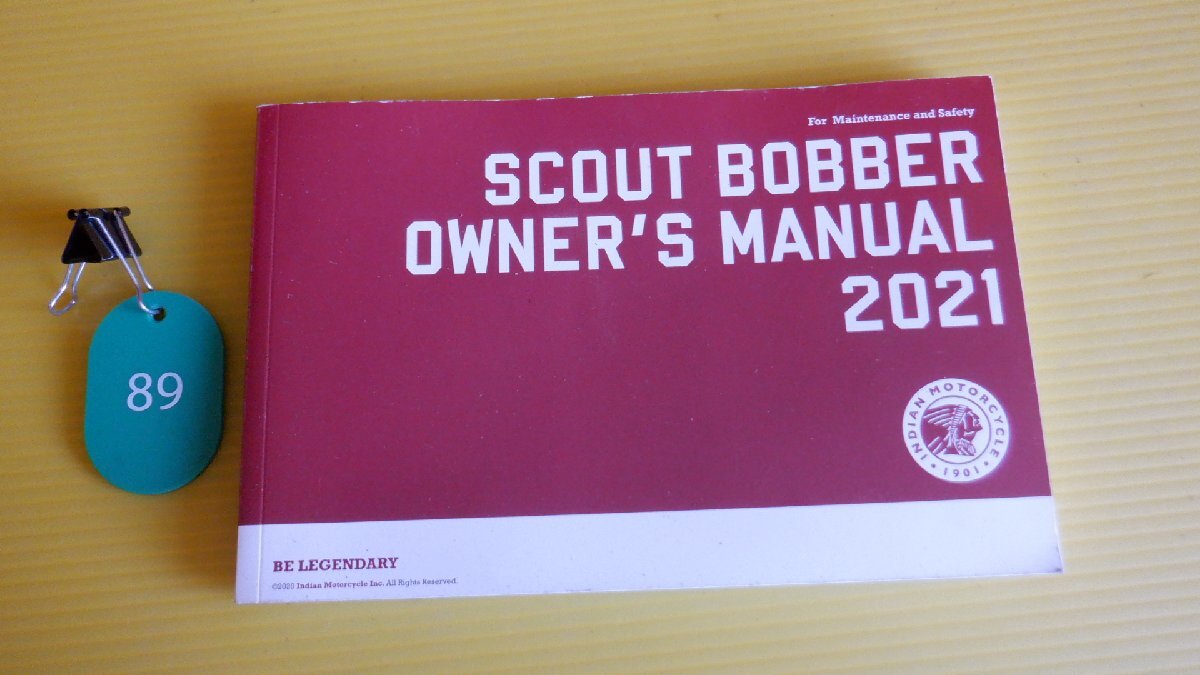 For Maintenance and Safety
SCOUT BOBBER
OWNER'S MANUAL
2021
INDIAN MOTORCYCLE
• 1901 •
BE LEGENDARY
©2020 Indian Motorcycle Inc. All Rights Reserved.
89